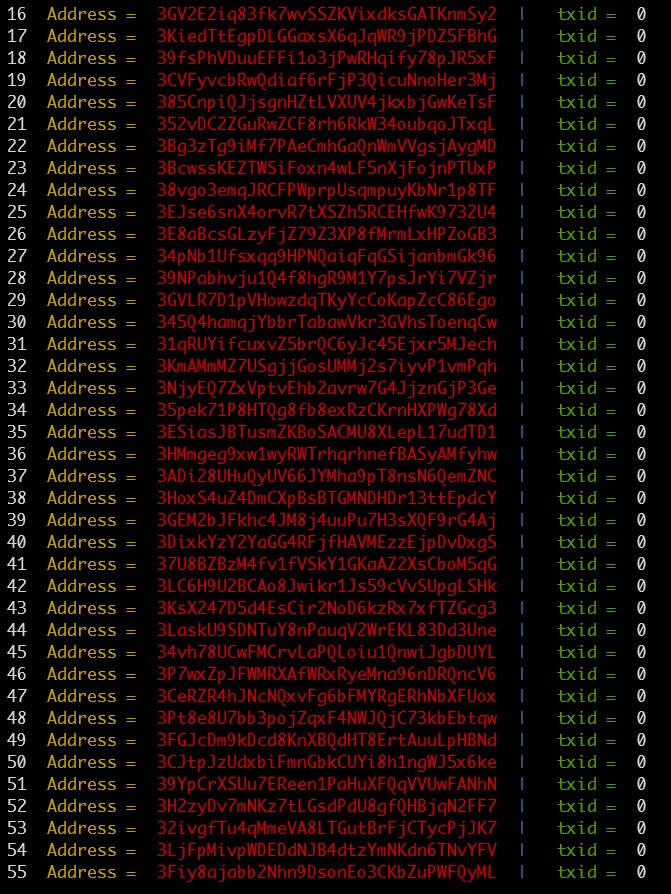 16 Address = 3GV2E2iq83fk7wvSSZKVixdksGATKnmSy2 | txid = 0
17 Address = 3KiedTtEgpDLGGaxsX6qJqWR9jPDZ5FBhG | txid = 0
18 Address = 39fsPhVDuuEFFi1o3jPwRHqify78pJR5xF | txid = 0
19 Address = 3CVFyvcbRwQdiaf6rFjP3QicuNnoHer3Mj | txid = 0
20 Address = 385CnpiQJjsgnHZtLVXUV4jkxbjGwKeTsF | txid = 0
21 Address = 352vDC2ZGuRwZCF8rh6RkW34oubqoJTxqL | txid = 0
22 Address = 3Bg3zTg9iMf7PAeCmhGaQnWmVVgsjAygMD | txid = 0
23 Address = 3BcwssKEZTWSiFoxn4wLF5nXjFojnPTUxP | txid = 0
24 Address = 38vgo3emqJRCFPWprpUsqmpuyKbNr1p8TF | txid = 0
25 Address = 3EJse6snX4orvR7tXSZh5RCEHfwK9732U4 | txid = 0
26 Address = 3E8aBcsGLzyFjZ79Z3XP8fMrmLxHPZoGB3 | txid = 0
27 Address = 34pNb1Ufsxqq9HPNQaiqFqGSijanbmGk96 | txid = 0
28 Address = 39NPabhvju1Q4f8hgR9M1Y7psJrYi7VZjr | txid = 0
29 Address = 3GVLR7D1pVHowzdqTKyYcCoKapZcC86Ego | txid = 0
30 Address = 345Q4hamqjYbbrTabawVkr3GVhsToenqCw | txid = 0
31 Address = 31qRUYifcuxvZ5brQC6yJc45Ejxr5MJech | txid = 0
32 Address = 3KmAMmMZ7USgjjGosUMMj2s7iyvP1vmPqh | txid = 0
33 Address = 3NjyEQ7ZxVptvEhb2avrw7G4JjznGjP3Ge | txid = 0
34 Address = 35pek71P8HTQg8fb8exRzCKrnHXPWg78Xd | txid = 0
35 Address = 3ESiasJBTusmZKBoSACMU8XLepL17udTD1 | txid = 0
36 Address = 3HMmgeg9xw1wyRWTrhqrhnefBASyAMfyhw | txid = 0
37 Address = 3ADi28UHuQyUV66JYMha9pT8nsN6QemZNC | txid = 0
38 Address = 3HoxS4uZ4DmCXpBsBTGMNDHDr13ttEpdcY | txid = 0
39 Address = 3GEM2bJFkhc4JM8j4uuPu7H3sXQF9rG4Aj | txid = 0
40 Address = 3DixkYzY2YaGG4RFjfHAVMEzzEjpDvDxgS | txid = 0
41 Address = 37U8BZBzM4fv1fVSkY1GKaAZ2XsCboM5qG | txid = 0
42 Address = 3LC6H9U2BCAo8Jwikr1Js59cVvSUpgLSHk | txid = 0
43 Address = 3KsX247D5d4EsCir2NoD6kzRx7xfTZGcg3 | txid = 0
44 Address = 3LaskU9SDNTuY8nPauqV2WrEKL83Dd3Une | txid = 0
45 Address = 34vh78UCwFMCrvLaPQLoiu1QnwiJgbDUYL | txid = 0
46 Address = 3P7wxZpJFWMRXAfWRxRyeMna96nDRQncV6 | txid = 0
47 Address = 3CeRZR4hJNcNQxvFg6bFMYRgERhNbXFUox | txid = 0
48 Address = 3Pt8e8U7bb3pojZqxF4NWJQjC73kbEbtqw | txid = 0
49 Address = 3FGJcDm9kDcd8KnXBQdHT8ErtAuuLpHBNd | txid = 0
50 Address = 3CJtpJzUdxbiFmnGbkCUYi8h1ngWJ5x6ke | txid = 0
51 Address = 39YpCrXSUu7EReen1PaHuXFQqVVUwFANhN | txid = 0
52 Address = 3H2zyDv7mNKz7tLGsdPdU8gfQHBjqN2FF7 | txid = 0
53 Address = 32ivgfTu4qMmeVA8LTGutBrFjCTycPjJK7 | txid = 0
54 Address = 3LjFpMivpWDEDdNJB4dtzYmNKdn6TNvYFV | txid = 0
55 Address = 3Fiy8ajabb2Nhn9DsonEo3CKbZuPWFQyML | txid = 0